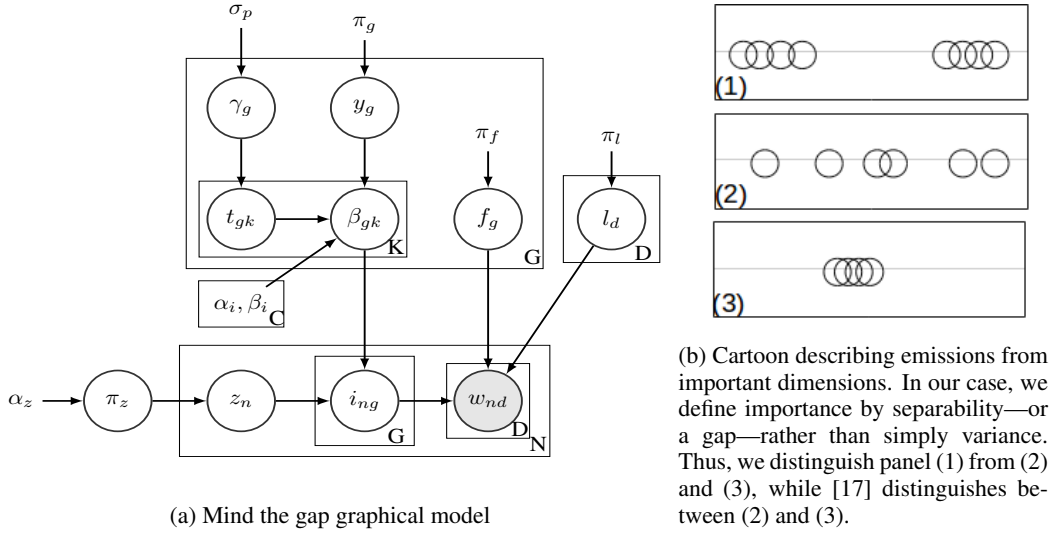 σ_p
π_g
γ_g
y_g
π_f
π_l
t_gk
β_gk
K
f_g
G
l_d
D
α_i, β_i
C
α_z
π_z
z_n
i_ng
G
w_nd
D
N
(a) Mind the gap graphical model
(1)
(2)
(3)
(b) Cartoon describing emissions from
important dimensions. In our case, we
define importance by separability—or
a gap—rather than simply variance.
Thus, we distinguish panel (1) from (2)
and (3), while [17] distinguishes be-
tween (2) and (3).